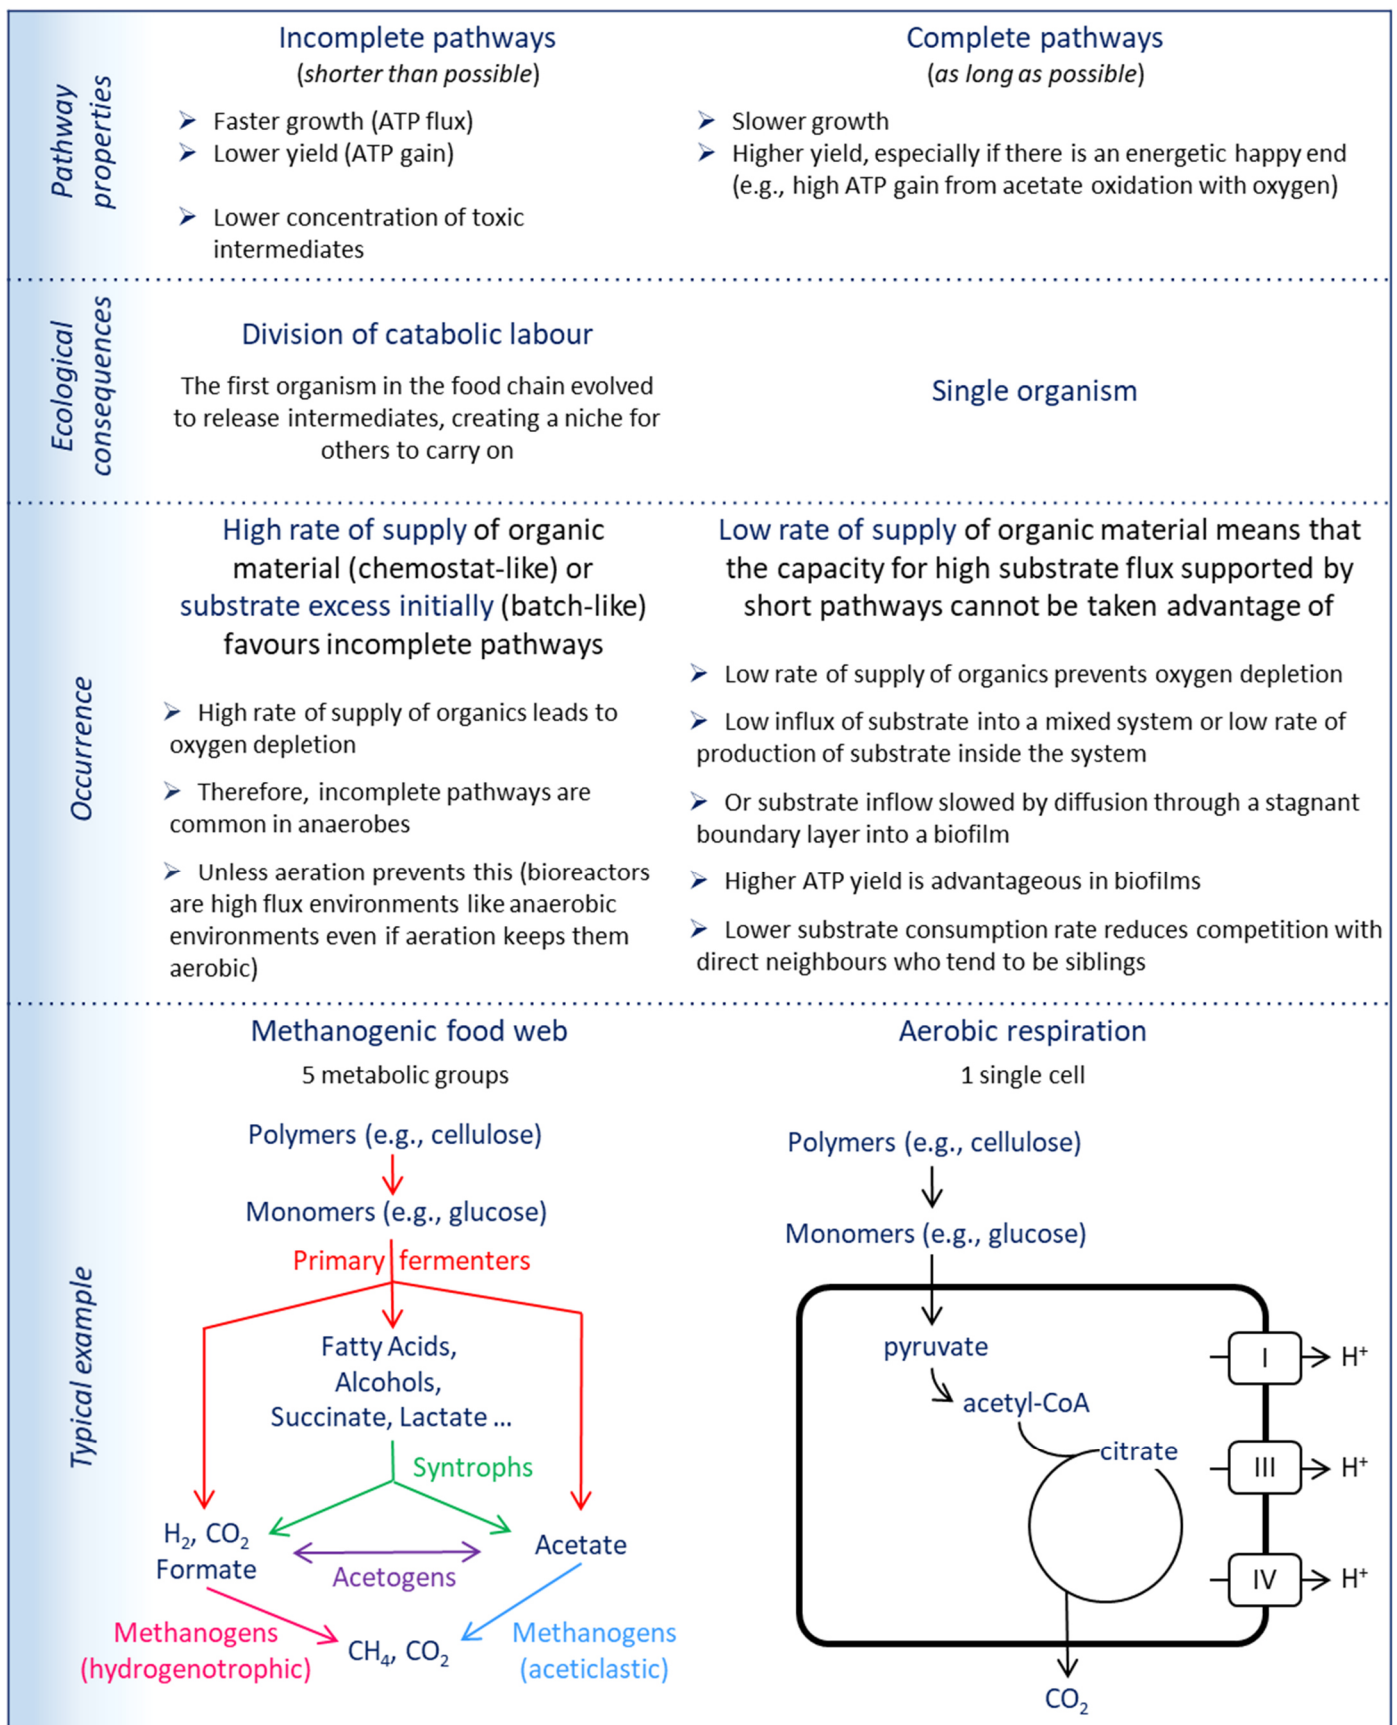 Pathway
properties
Incomplete pathways
(shorter than possible)
➢ Faster growth (ATP flux)
➢ Lower yield (ATP gain)
➢ Lower concentration of toxic
intermediates
Complete pathways
(as long as possible)
➢ Slower growth
➢ Higher yield, especially if there is an energetic happy end
(e.g., high ATP gain from acetate oxidation with oxygen)
Ecological
consequences
Division of catabolic labour
The first organism in the food chain evolved
to release intermediates, creating a niche for
others to carry on
Single organism
Occurrence
High rate of supply of organic
material (chemostat-like) or
substrate excess initially (batch-like)
favours incomplete pathways
➢ High rate of supply of organics leads to
oxygen depletion
➢ Therefore, incomplete pathways are
common in anaerobes
➢ Unless aeration prevents this (bioreactors
are high flux environments like anaerobic
environments even if aeration keeps them
aerobic)
Low rate of supply of organic material means that
the capacity for high substrate flux supported by
short pathways cannot be taken advantage of
➢ Low rate of supply of organics prevents oxygen depletion
➢ Low influx of substrate into a mixed system or low rate of
production of substrate inside the system
➢ Or substrate inflow slowed by diffusion through a stagnant
boundary layer into a biofilm
➢ Higher ATP yield is advantageous in biofilms
➢ Lower substrate consumption rate reduces competition with
direct neighbours who tend to be siblings
Typical example
Methanogenic food web
5 metabolic groups
Polymers (e.g., cellulose)
Monomers (e.g., glucose)
Primary fermenters
Fatty Acids,
Alcohols,
Succinate, Lactate ...
Syntrophs
H₂, CO₂
Formate
Acetate
Acetogens
Methanogens
(hydrogenotrophic)
CH₄, CO₂
Methanogens
(aceticlastic)
Aerobic respiration
1 single cell
Polymers (e.g., cellulose)
Monomers (e.g., glucose)
pyruvate
acetyl-CoA
citrate
I H⁺
III H⁺
IV H⁺
CO₂